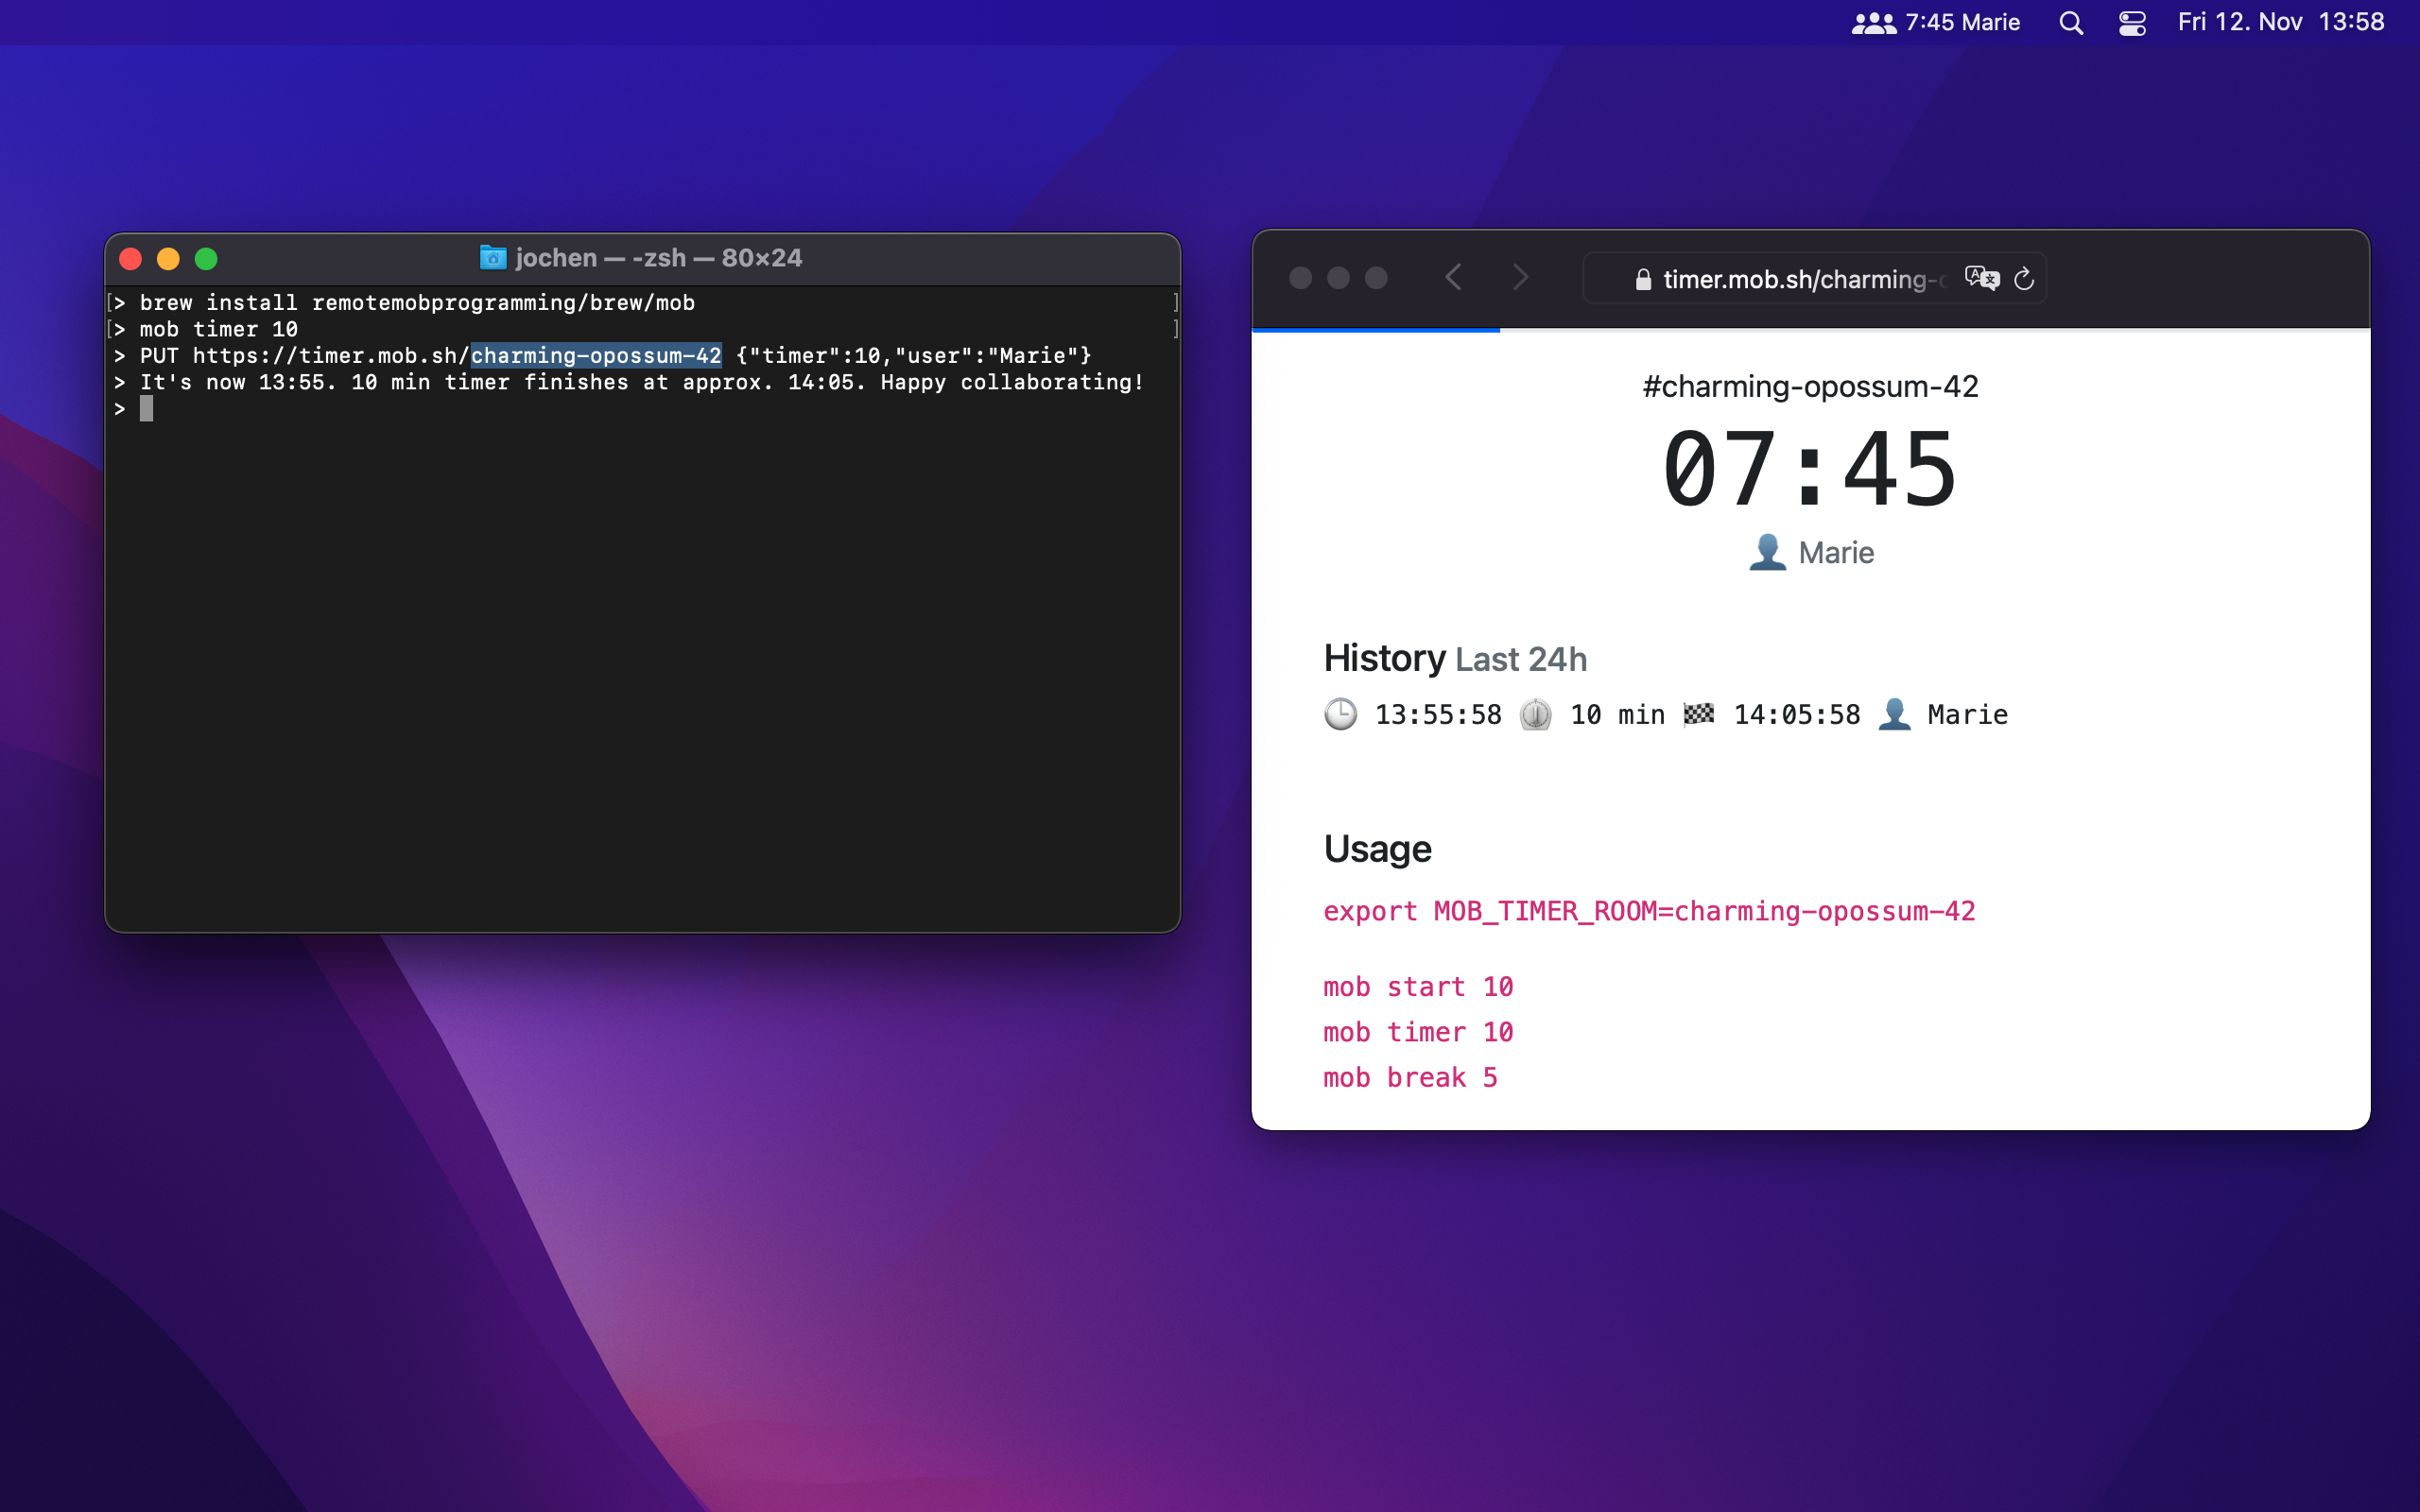 7:45 Marie Fri 12. Nov 13:58
jochen — -zsh — 80×24
[> brew install remotemobprogramming/brew/mob ]
[> mob timer 10 ]
> PUT https://timer.mob.sh/charming-opossum-42 {"timer":10,"user":"Marie"}
> It's now 13:55. 10 min timer finishes at approx. 14:05. Happy collaborating!
>
timer.mob.sh/charming-
#charming-opossum-42
07:45
Marie
History Last 24h
13:55:58 10 min 14:05:58 Marie
Usage
export MOB_TIMER_ROOM=charming-opossum-42
mob start 10
mob timer 10
mob break 5